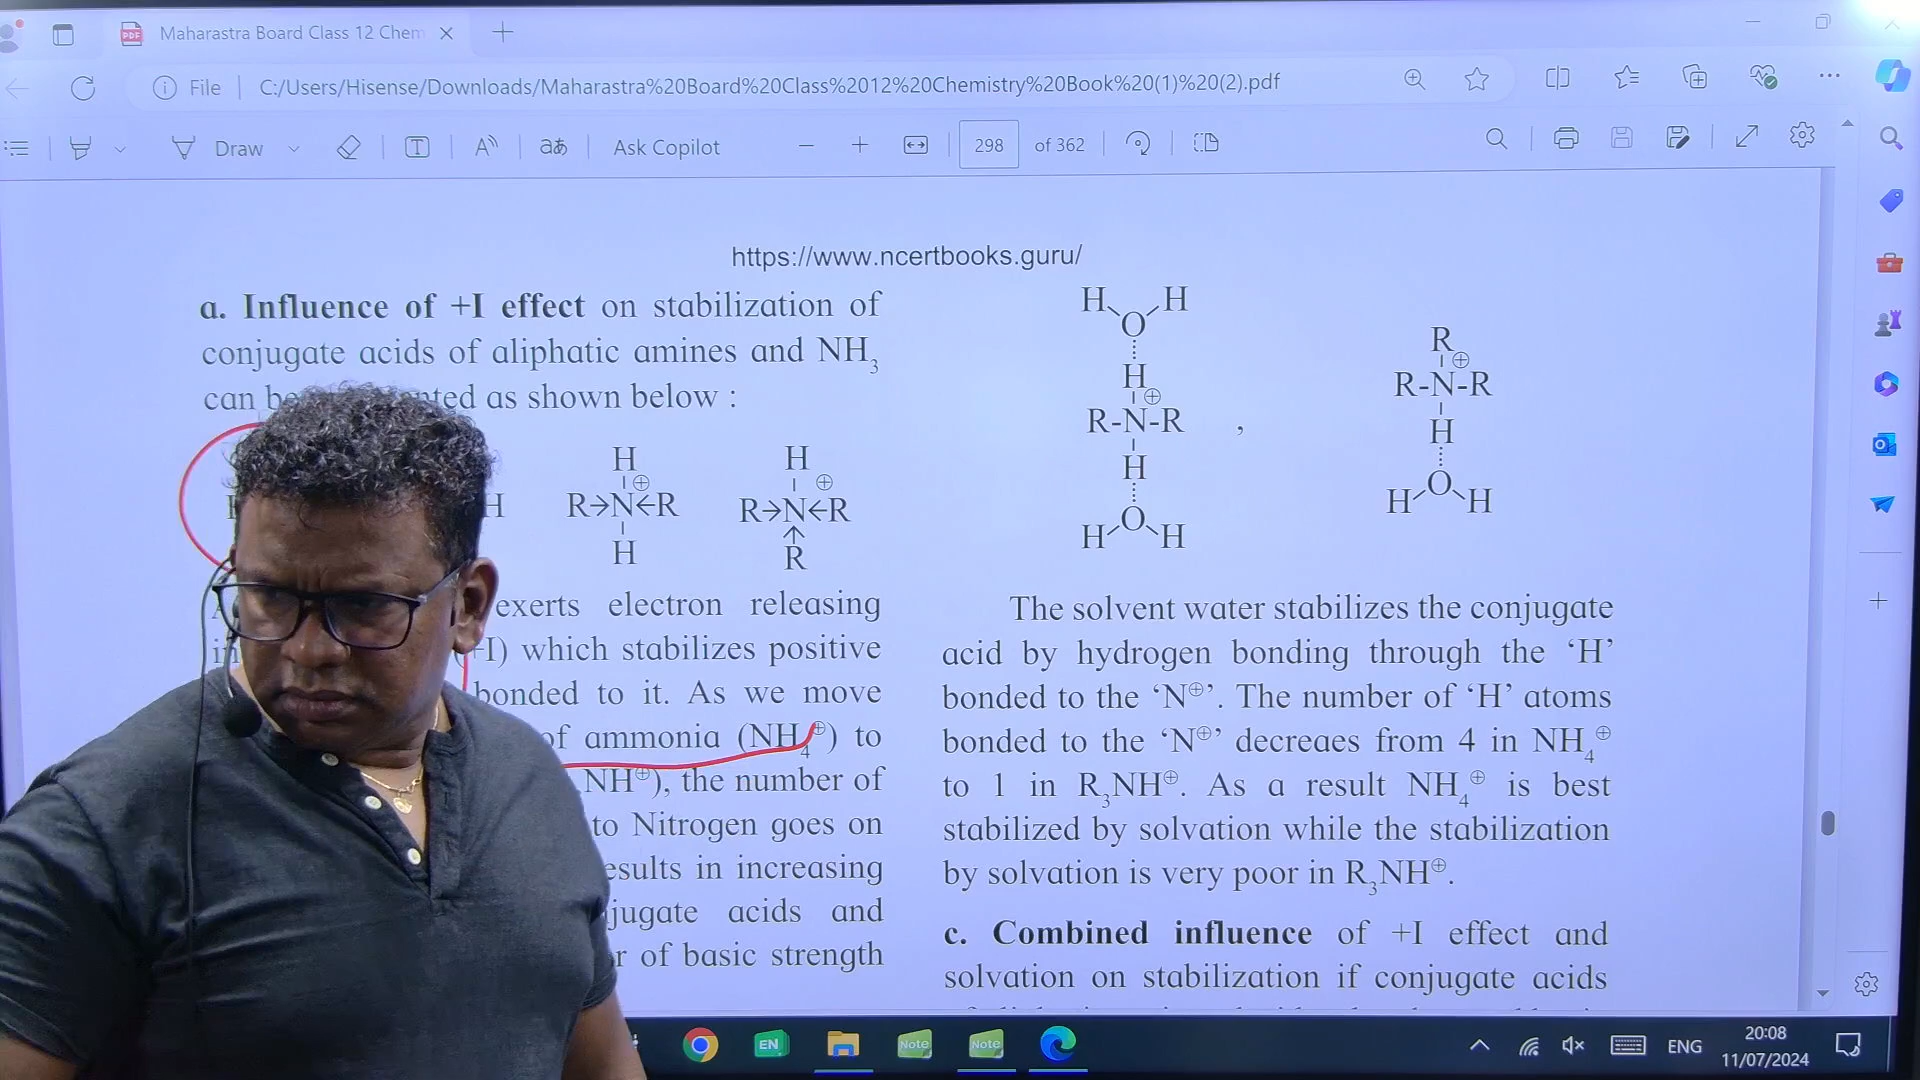 Maharastra Board Class 12 Chem
File
C:/Users/Hisense/Downloads/Maharastra%20Board%20Class%2012%20Chemistry%20Book%20(1)%20(2).pdf
Draw
Ask Copilot
298 of 362
https://www.ncertbooks.guru/
a. Influence of +I effect on stabilization of
conjugate acids of aliphatic amines and NH₃
can be as shown below :
H H
H R→N⊕←R R→N⊕←R
H R
exerts electron releasing
(+I) which stabilizes positive
bonded to it. As we move
of ammonia (NH₄⊕) to
NH⊕), the number of
to Nitrogen goes on
results in increasing
acids and
of basic strength
H H
O
H
R-N⊕-R ,
H
O
H H
R
R-N⊕-R
H
O
H H
The solvent water stabilizes the conjugate
acid by hydrogen bonding through the ‘H’
bonded to the ‘N⊕’. The number of ‘H’ atoms
bonded to the ‘N⊕’ decreaes from 4 in NH₄⊕
to 1 in R₃NH⊕. As a result NH₄⊕ is best
stabilized by solvation while the stabilization
by solvation is very poor in R₃NH⊕.
c. Combined influence of +I effect and
solvation on stabilization if conjugate acids
EN
Note
Note
ENG
20:08
11/07/2024